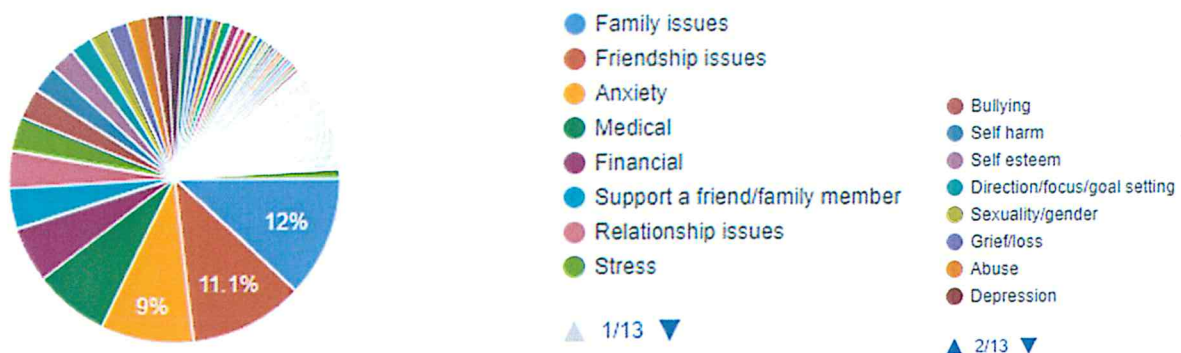 12%
11.1%
9%
Family issues
Friendship issues
Anxiety
Medical
Financial
Support a friend/family member
Relationship issues
Stress
1/13
Bullying
Self harm
Self esteem
Direction/focus/goal setting
Sexuality/gender
Grief/loss
Abuse
Depression
2/13